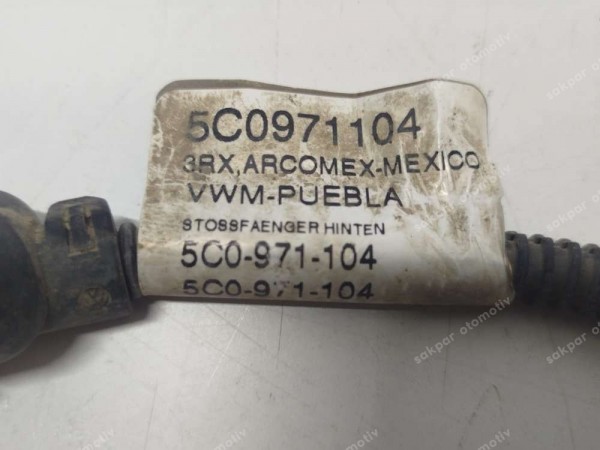 5C0971104
3RX,ARCOMEX-MEXICO
VWM-PUEBLA
STOSSFAENGER HINTEN
5C0-971-104
5C0-971-104
sakpar otomotiv
sakpar otomotiv
sakpar otomotiv